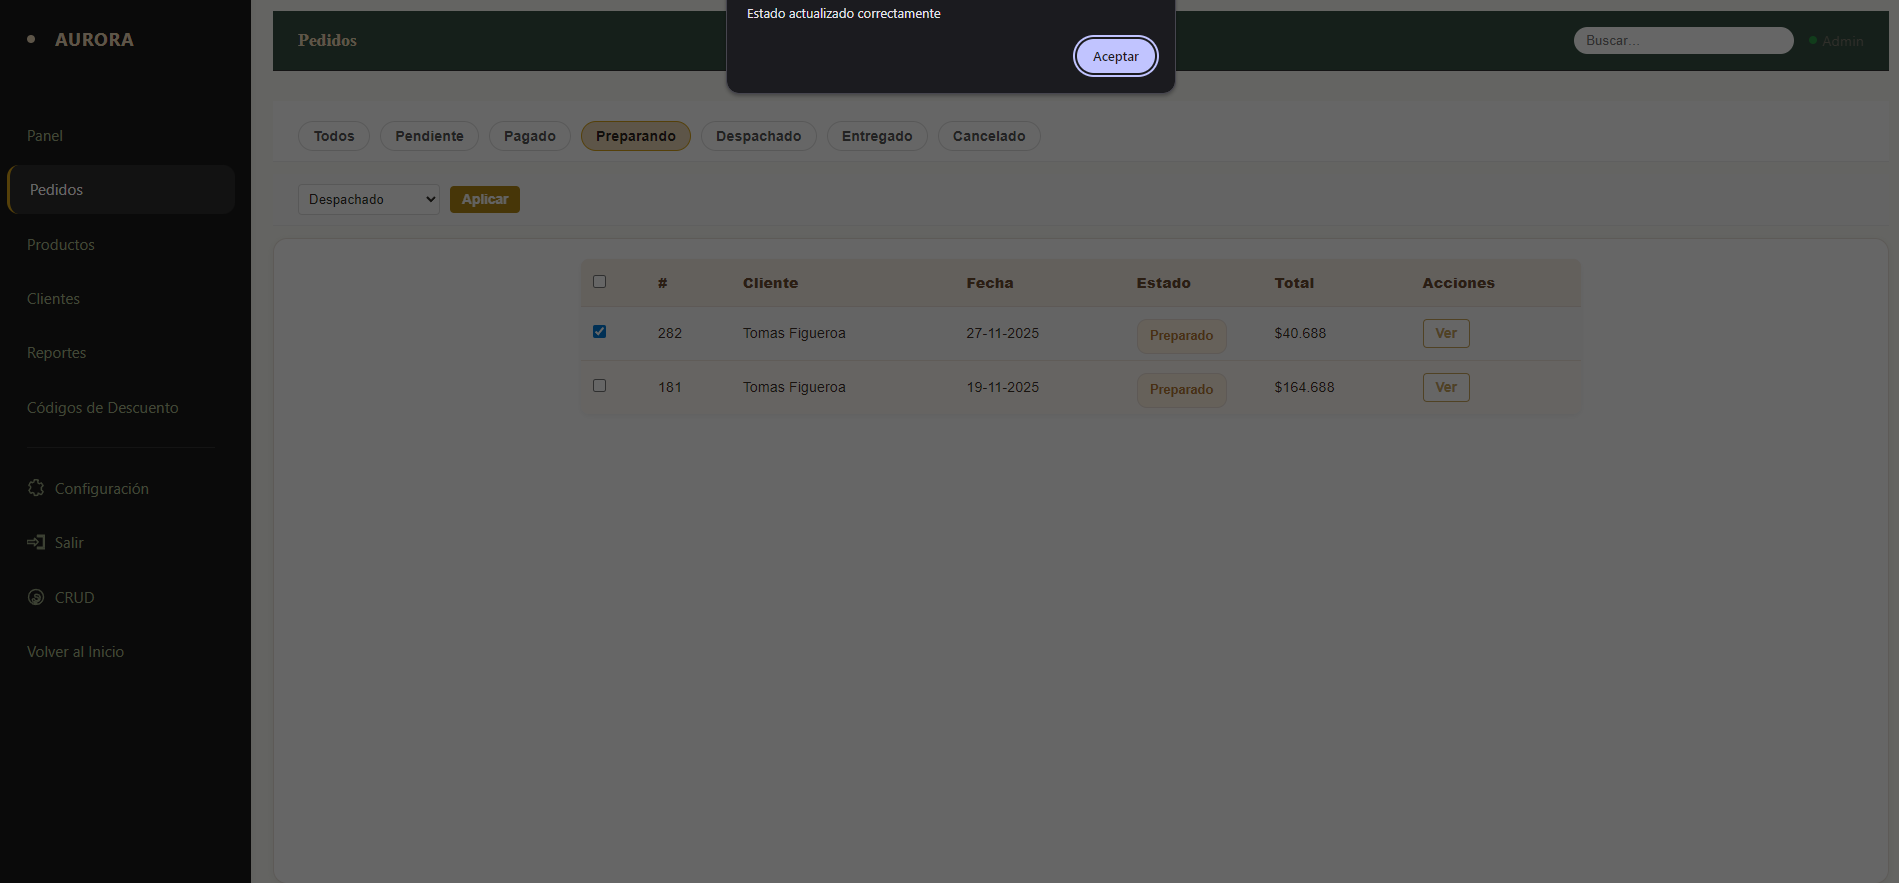 Estado actualizado correctamente
Aceptar
AURORA
Panel
Pedidos
Productos
Clientes
Reportes
Códigos de Descuento
Configuración
Salir
CRUD
Volver al Inicio
Pedidos
Buscar...
Admin
Todos Pendiente Pagado Preparando Despachado Entregado Cancelado
Despachado Aplicar
# Cliente Fecha Estado Total Acciones
282 Tomas Figueroa 27-11-2025 Preparado $40.688 Ver
181 Tomas Figueroa 19-11-2025 Preparado $164.688 Ver